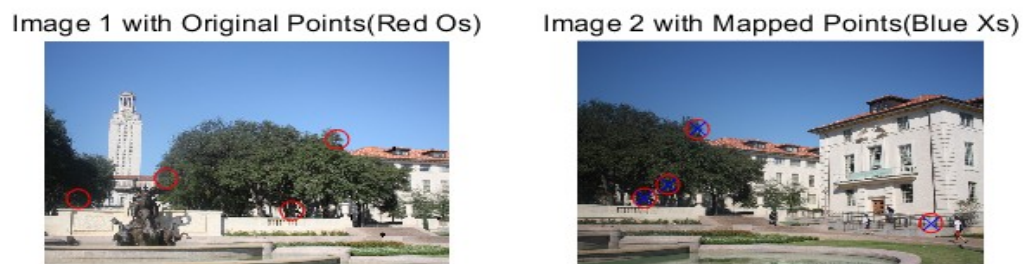 Image 1 with Original Points(Red Os)
Image 2 with Mapped Points(Blue Xs)